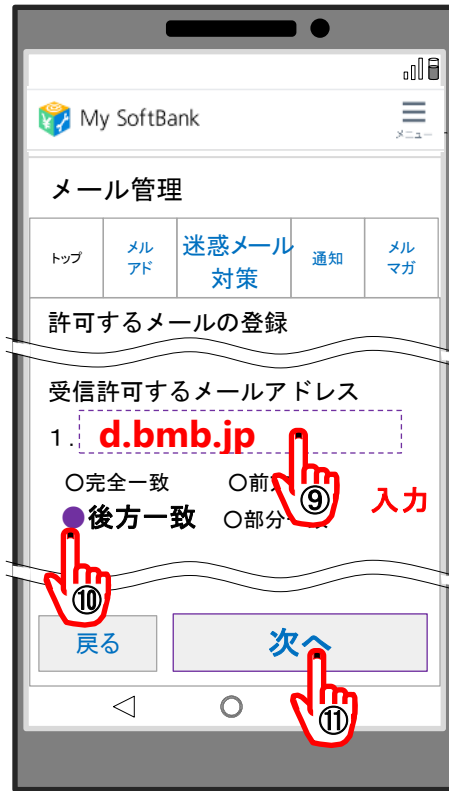 My SoftBank
メニュー
メール管理
トップ
メル
アド
迷惑メール
対策
通知
メル
マガ
許可するメールの登録
受信許可するメールアドレス
1. d.bmb.jp
⑨ 入力
○完全一致 ○前
●後方一致 ○部分
⑩
戻る 次へ
⑪